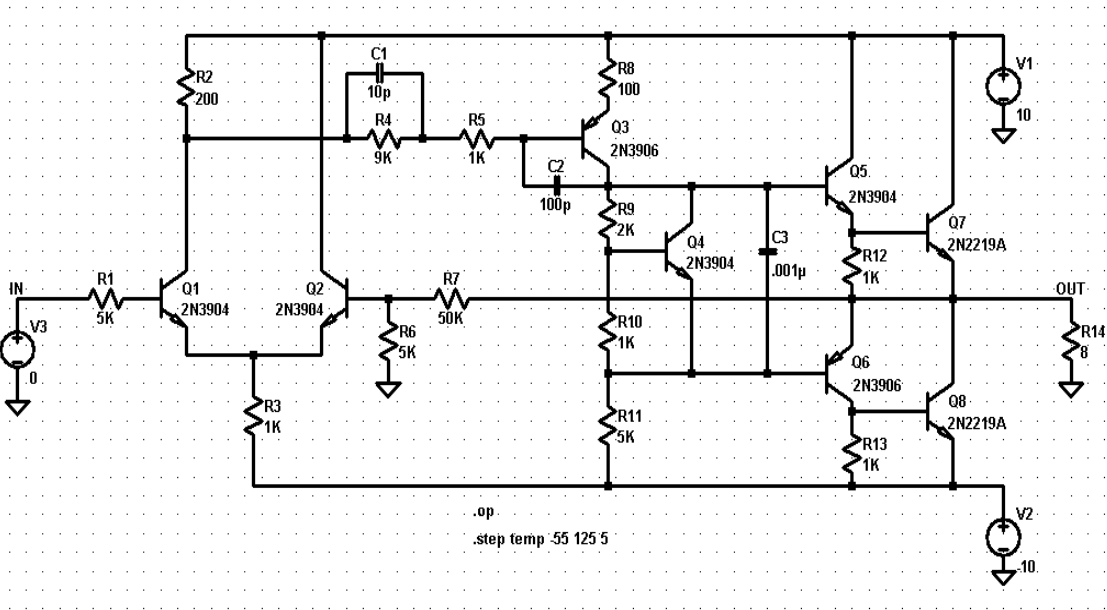 R2
200
C1
10p
R4
9K
R5
1K
R8
100
Q3
2N3906
C2
100p
V1
10
Q5
2N3904
R9
2K
Q4
2N3904
C3
.001µ
R12
1K
Q7
2N2219A
IN
R1
5K
Q1
2N3904
Q2
2N3904
R7
50K
OUT
V3
0
R6
5K
R10
1K
Q6
2N3906
R14
8
R3
1K
R11
5K
Q8
2N2219A
R13
1K
.op
.step temp -55 125 5
V2
-10